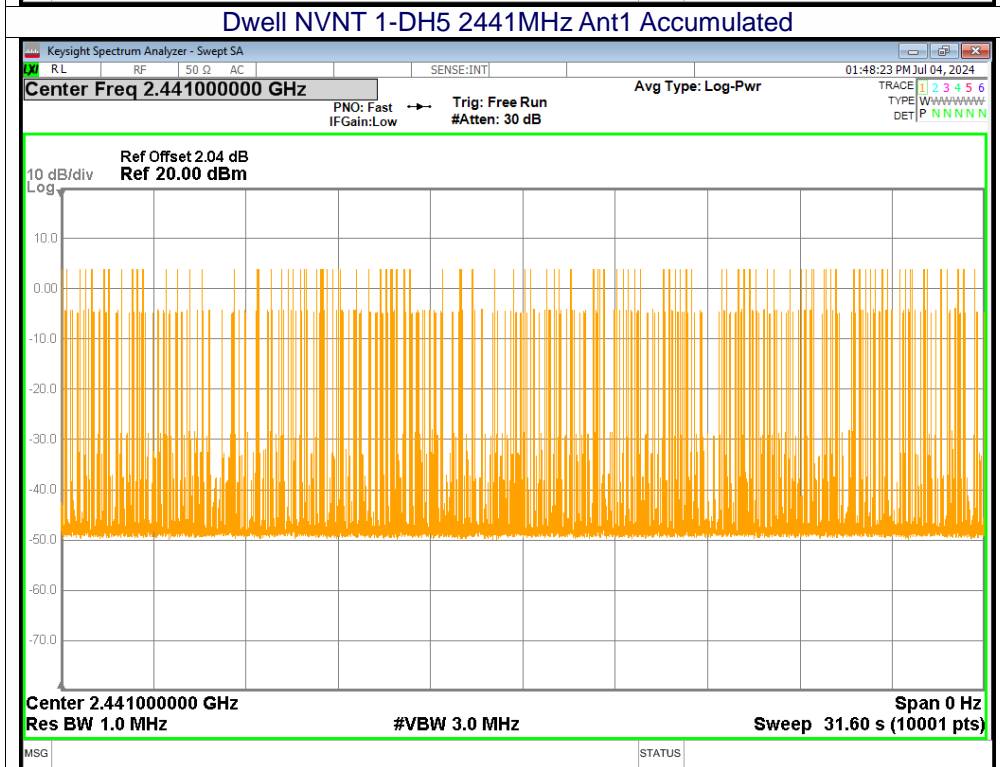 Dwell NVNT 1-DH5 2441MHz Ant1 Accumulated
Keysight Spectrum Analyzer - Swept SA
LXI RL RF 50 Ω AC SENSE:INT 01:48:23 PM Jul 04, 2024
Center Freq 2.441000000 GHz Avg Type: Log-Pwr TRACE 1 2 3 4 5 6
PNO: Fast Trig: Free Run TYPE WWWWWWW
IFGain:Low #Atten: 30 dB DET P N N N N N
Ref Offset 2.04 dB
10 dB/div Ref 20.00 dBm
Log
10.0
0.00
-10.0
-20.0
-30.0
-40.0
-50.0
-60.0
-70.0
Center 2.441000000 GHz Span 0 Hz
Res BW 1.0 MHz #VBW 3.0 MHz Sweep 31.60 s (10001 pts)
MSG STATUS